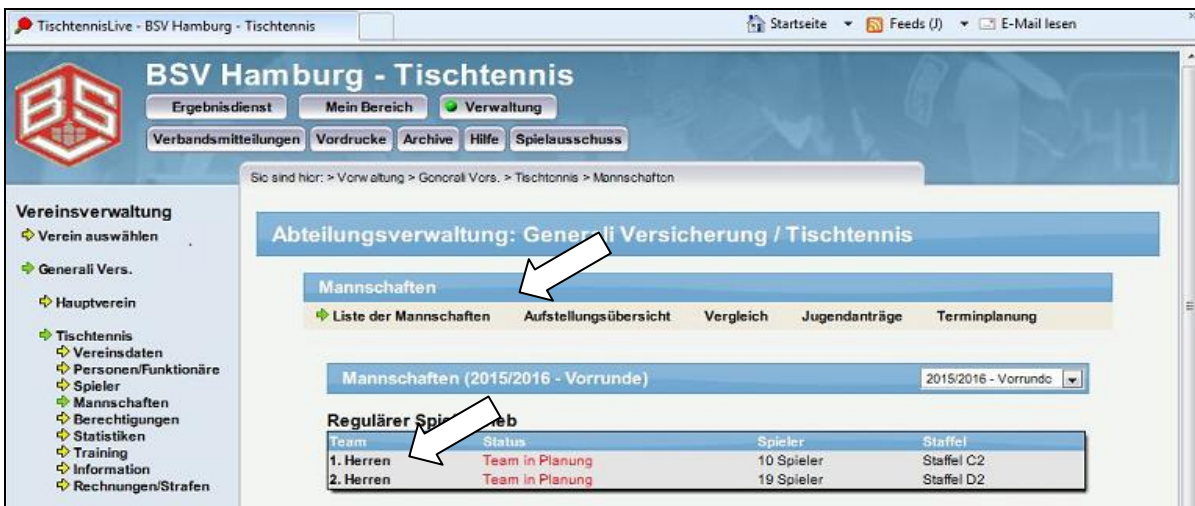 TischtennisLive - BSV Hamburg - Tischtennis
Startseite Feeds (J) E-Mail lesen
BSV Hamburg - Tischtennis
Ergebnisdienst Mein Bereich Verwaltung
Verbandsmitteilungen Vordrucke Archive Hilfe Spielausschuss
BS
H1
Sie sind hier: > Verwaltung > Generali Vers. > Tischtennis > Mannschaften
Vereinsverwaltung
Verein auswählen
Generali Vers.
Hauptverein
Tischtennis
Vereinsdaten
Personen/Funktionäre
Spieler
Mannschaften
Berechtigungen
Statistiken
Training
Information
Rechnungen/Strafen
Abteilungsverwaltung: Generali Versicherung / Tischtennis
Mannschaften
Liste der Mannschaften Aufstellungsübersicht Vergleich Jugendanträge Terminplanung
Mannschaften (2015/2016 - Vorrunde) 2015/2016 - Vorrunde
Regulärer
Team Status Spieler Staffel
1. Herren Team in Planung 10 Spieler Staffel C2
2. Herren Team in Planung 19 Spieler Staffel D2